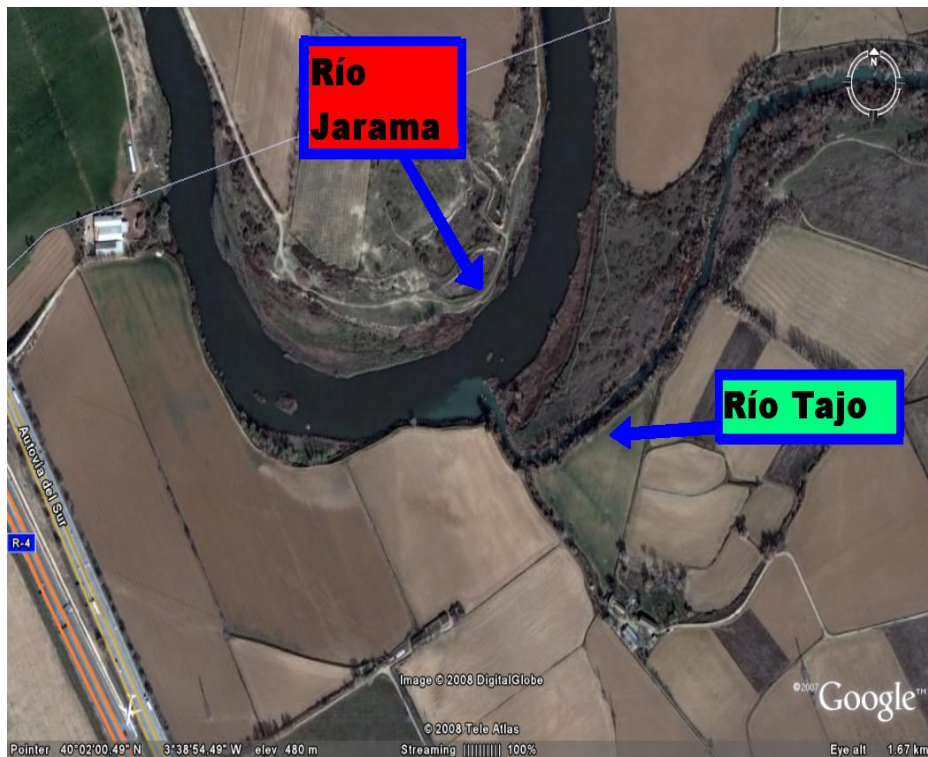 Río
Jarama
N
Río Tajo
Autovía del Sur
R-4
Image © 2008 DigitalGlobe
©2007 Google™
© 2008 Tele Atlas
Pointer 40°02'00.49" N 3°38'54.49" W elev 480 m Streaming ||||||||| 100% Eye alt 1.67 km